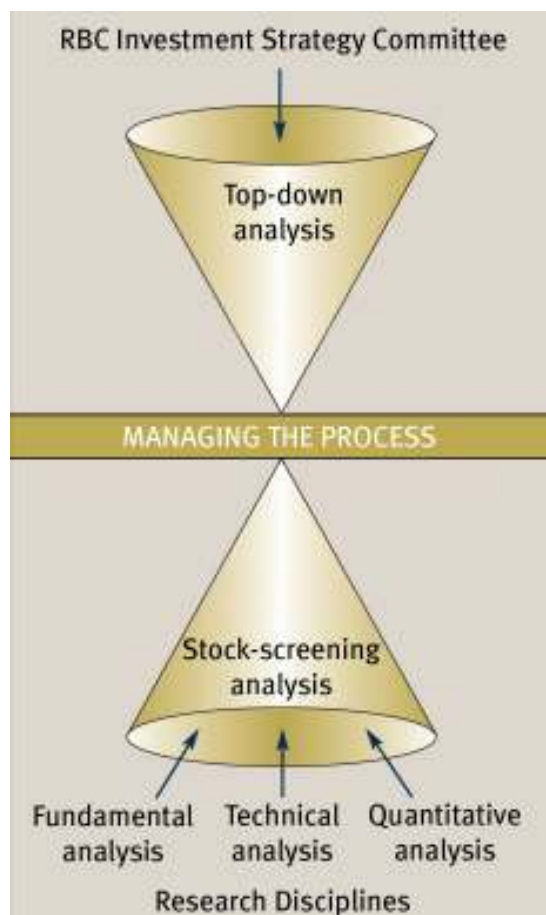 RBC Investment Strategy Committee
Top-down
analysis
MANAGING THE PROCESS
Stock-screening
analysis
Fundamental
analysis
Technical
analysis
Quantitative
analysis
Research Disciplines